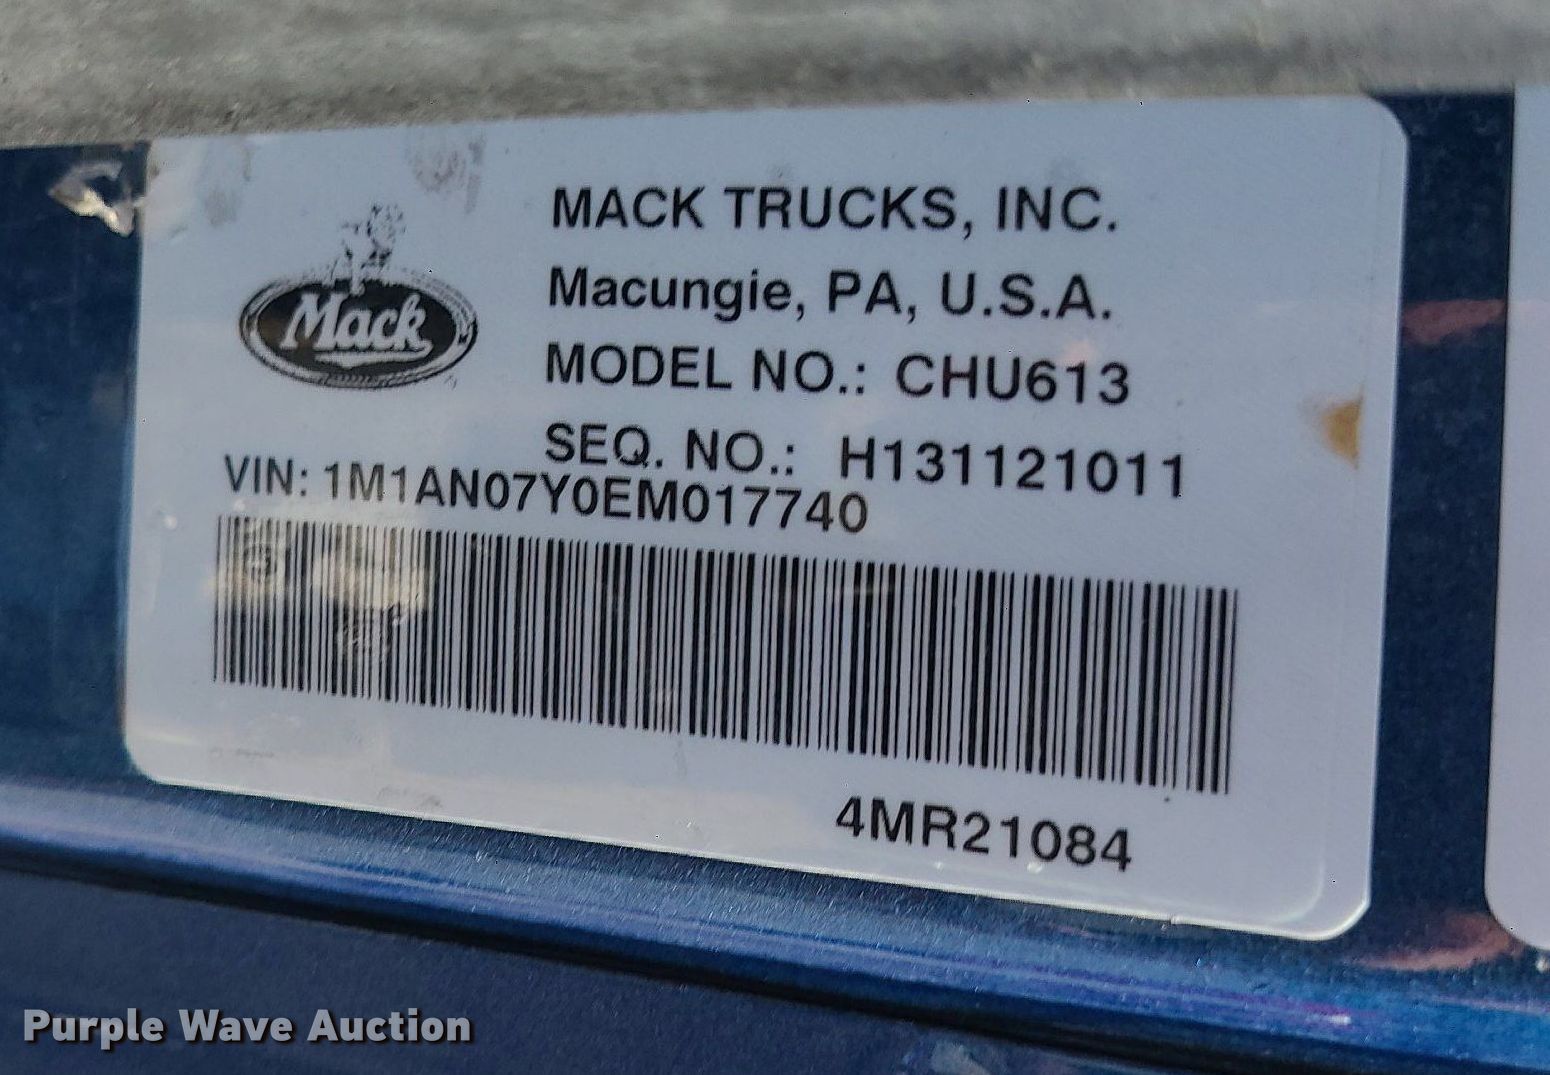 MACK TRUCKS, INC.
Mack
Macungie, PA, U.S.A.
MODEL NO.: CHU613
SEQ. NO.: H131121011
VIN: 1M1AN07Y0EM017740
4MR21084
Purple Wave Auction